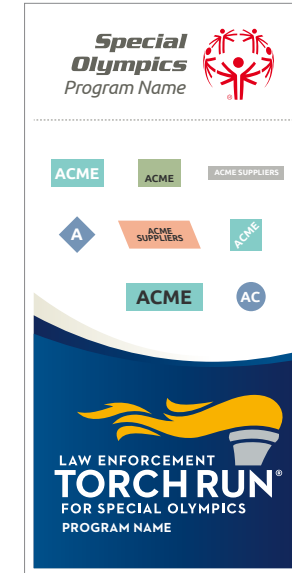 Special
Olympics
Program Name
®
ACME
ACME
ACME SUPPLIERS
A
ACME
SUPPLIERS
ACME
ACME
AC
LAW ENFORCEMENT
TORCH RUN®
FOR SPECIAL OLYMPICS
PROGRAM NAME